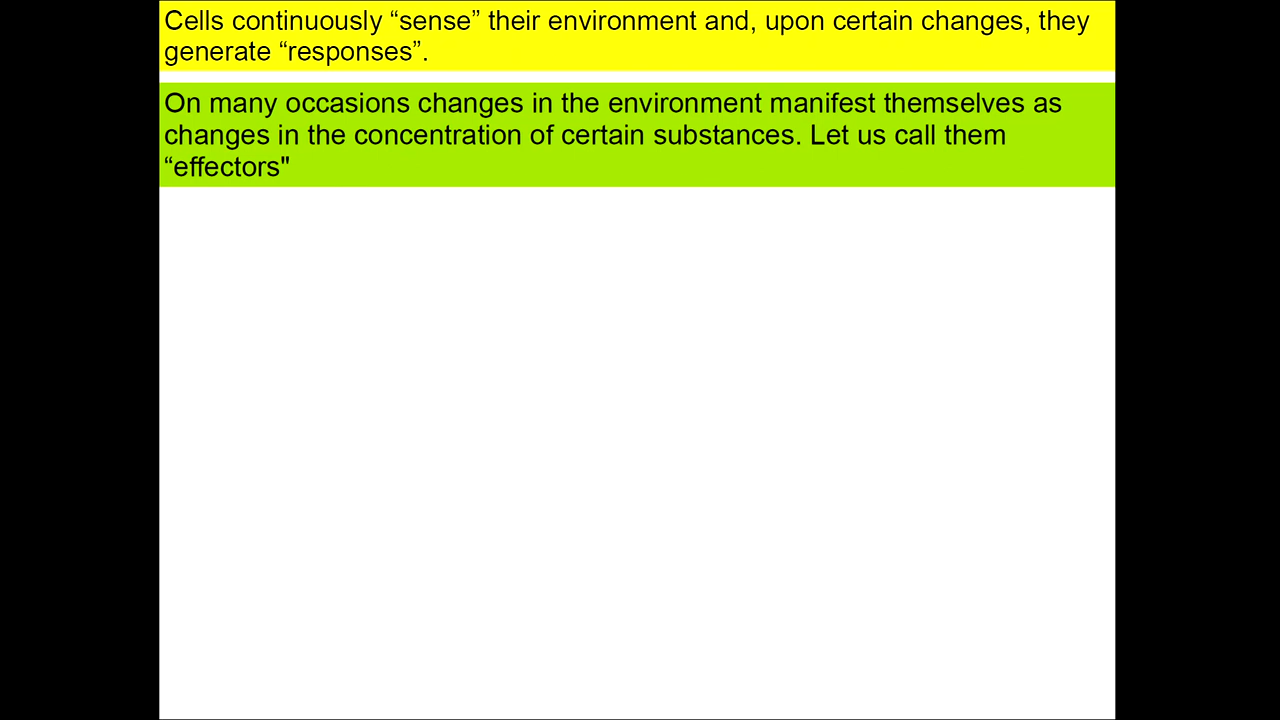 Cells continuously “sense” their environment and, upon certain changes, they
generate “responses”.
On many occasions changes in the environment manifest themselves as
changes in the concentration of certain substances. Let us call them
“effectors"